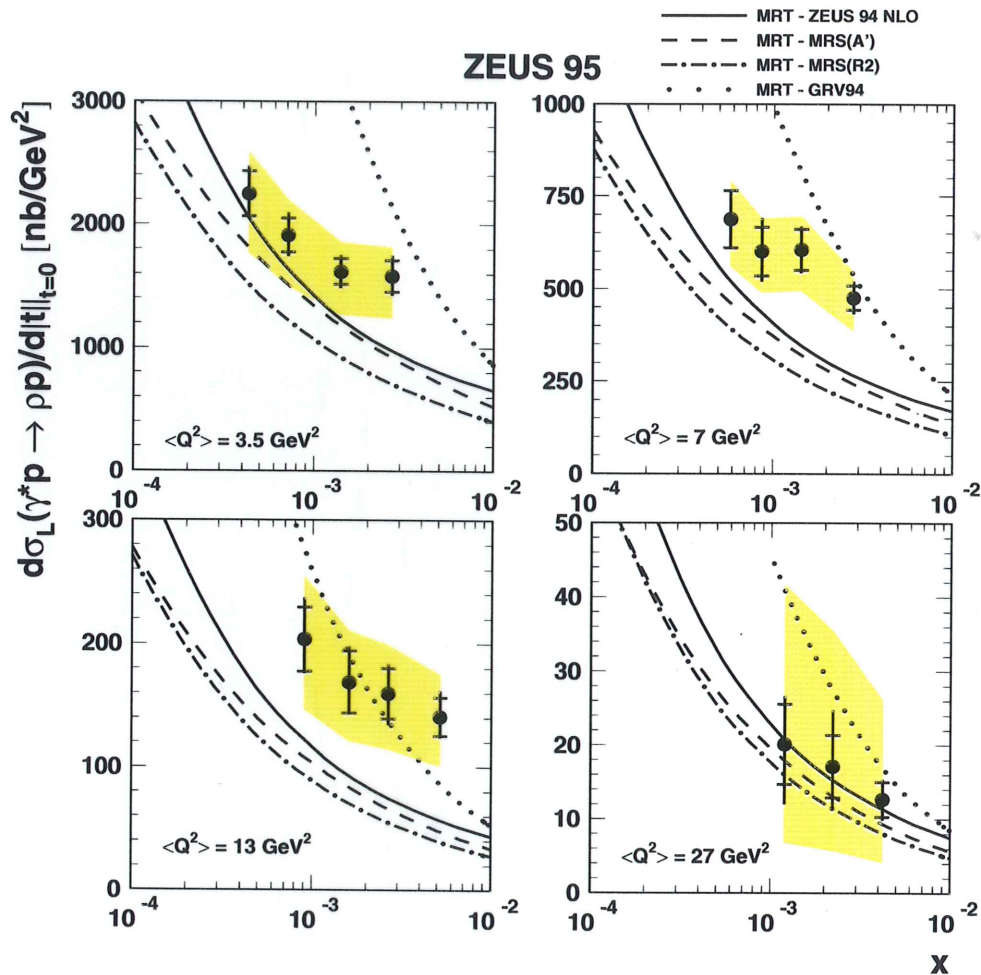 MRT - ZEUS 94 NLO
MRT - MRS(A')
MRT - MRS(R2)
MRT - GRV94
ZEUS 95
dσ_L(γ*p → ρp)/d|t||_{t=0} [nb/GeV²]
3000
2000
1000
0
<Q²> = 3.5 GeV²
10⁻⁴ 10⁻³ 10⁻²
1000
750
500
250
0
<Q²> = 7 GeV²
10⁻⁴ 10⁻³ 10⁻²
300
200
100
0
<Q²> = 13 GeV²
10⁻⁴ 10⁻³ 10⁻²
50
40
30
20
10
0
<Q²> = 27 GeV²
10⁻⁴ 10⁻³ 10⁻²
x